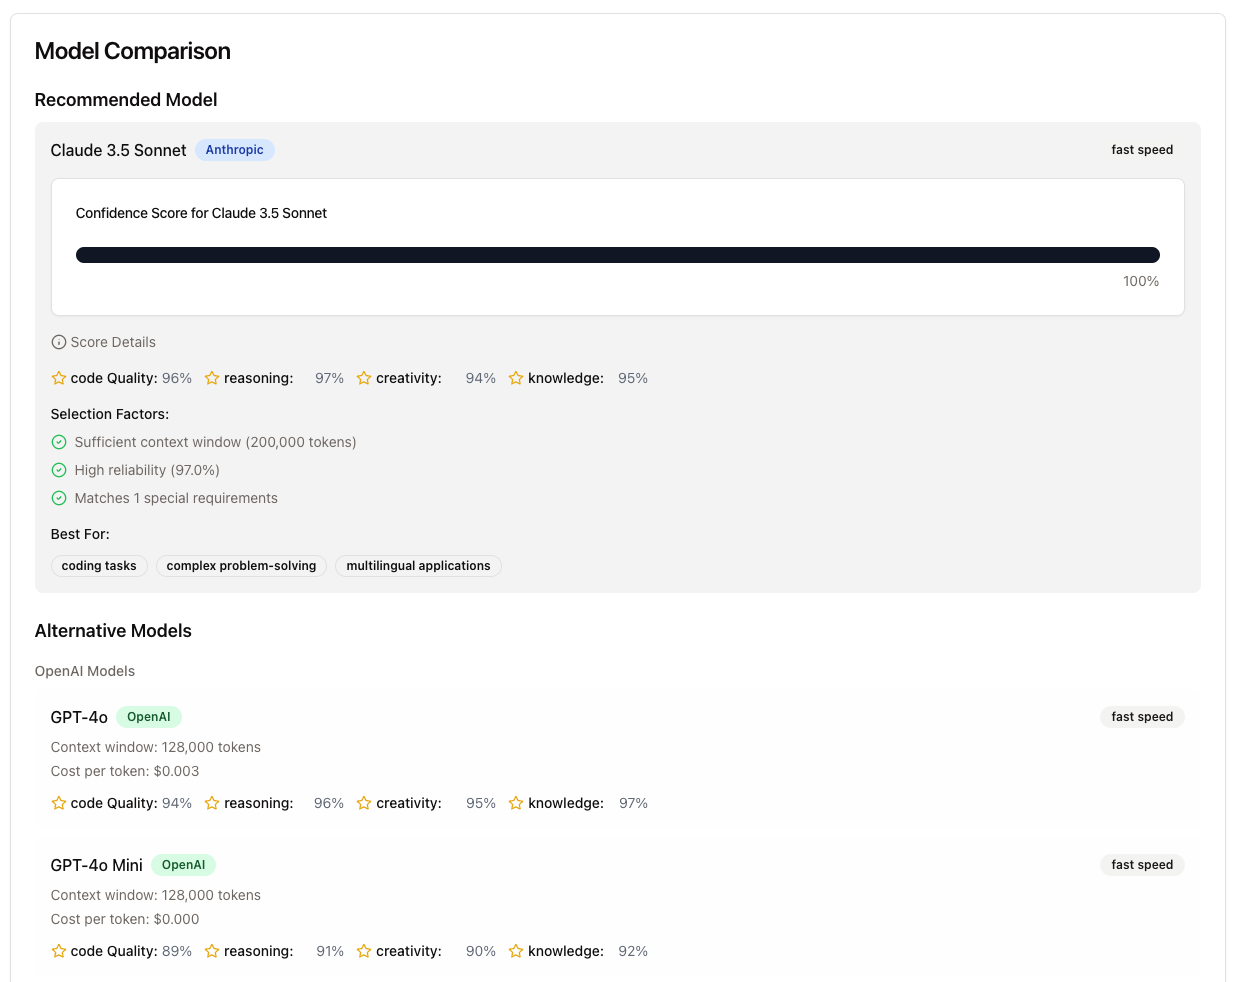 Model Comparison
Recommended Model
Claude 3.5 Sonnet Anthropic fast speed
Confidence Score for Claude 3.5 Sonnet
100%
Score Details
code Quality: 96% reasoning: 97% creativity: 94% knowledge: 95%
Selection Factors:
Sufficient context window (200,000 tokens)
High reliability (97.0%)
Matches 1 special requirements
Best For:
coding tasks complex problem-solving multilingual applications
Alternative Models
OpenAI Models
GPT-4o OpenAI fast speed
Context window: 128,000 tokens
Cost per token: $0.003
code Quality: 94% reasoning: 96% creativity: 95% knowledge: 97%
GPT-4o Mini OpenAI fast speed
Context window: 128,000 tokens
Cost per token: $0.000
code Quality: 89% reasoning: 91% creativity: 90% knowledge: 92%